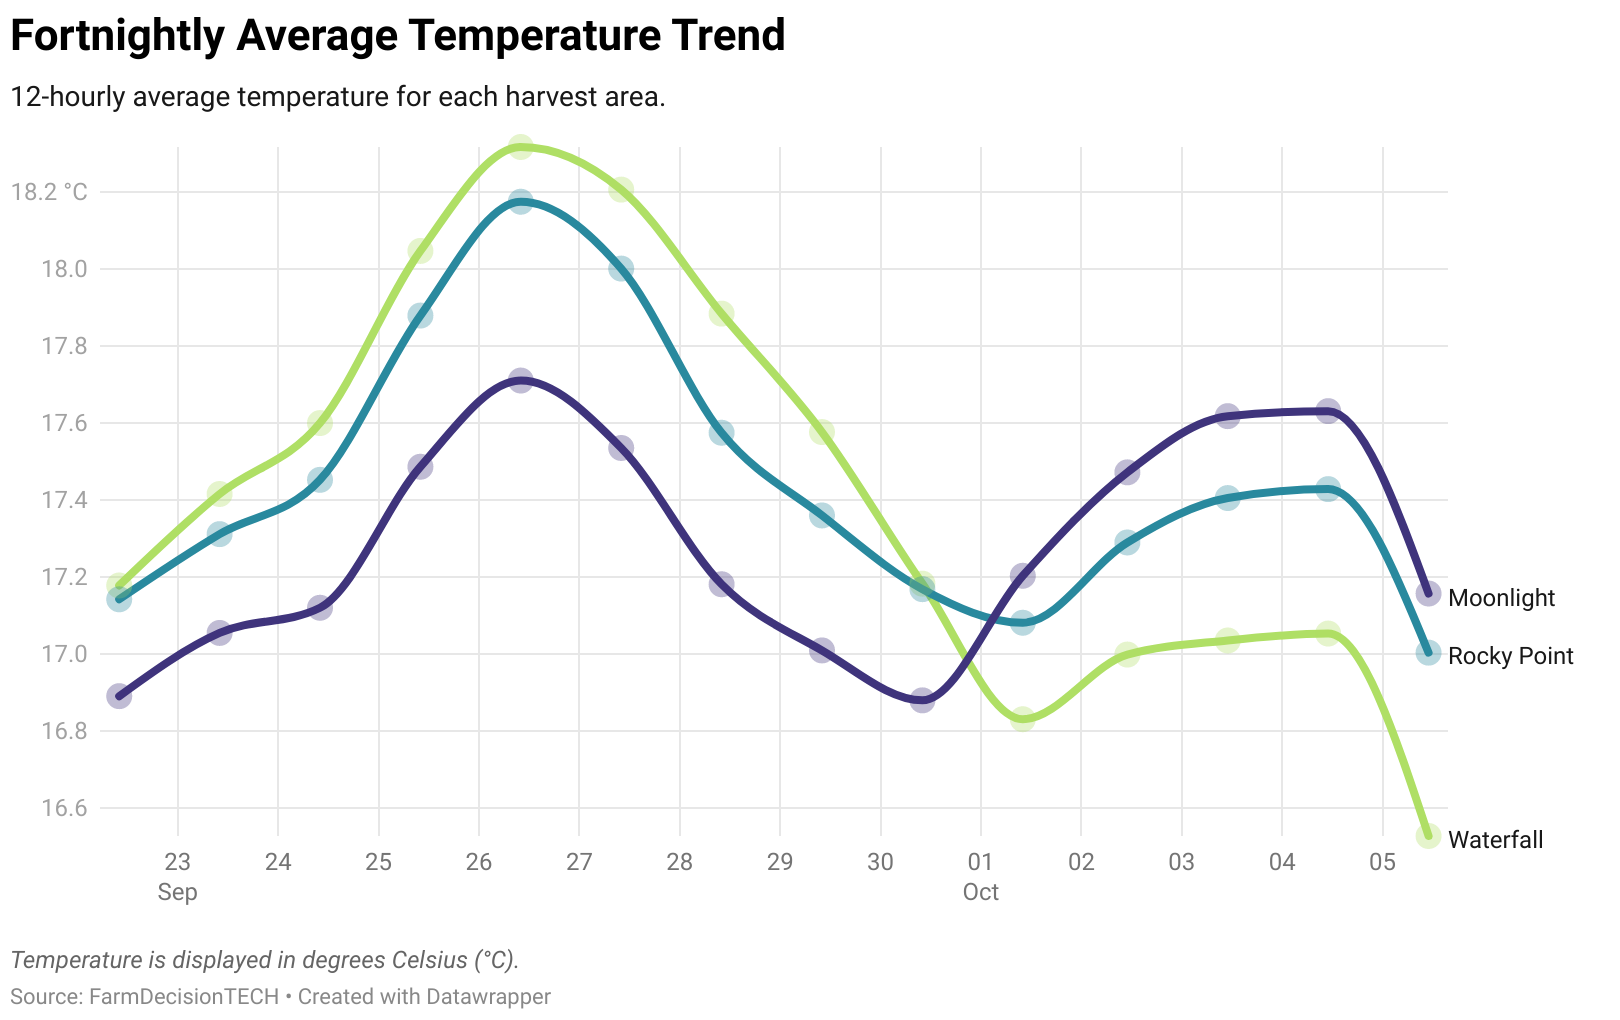 Fortnightly Average Temperature Trend
12-hourly average temperature for each harvest area.
18.2 °C
18.0
17.8
17.6
17.4
17.2
17.0
16.8
16.6
Moonlight
Rocky Point
Waterfall
23 24 25 26 27 28 29 30 01 02 03 04 05
Sep Oct
Temperature is displayed in degrees Celsius (°C).
Source: FarmDecisionTECH • Created with Datawrapper